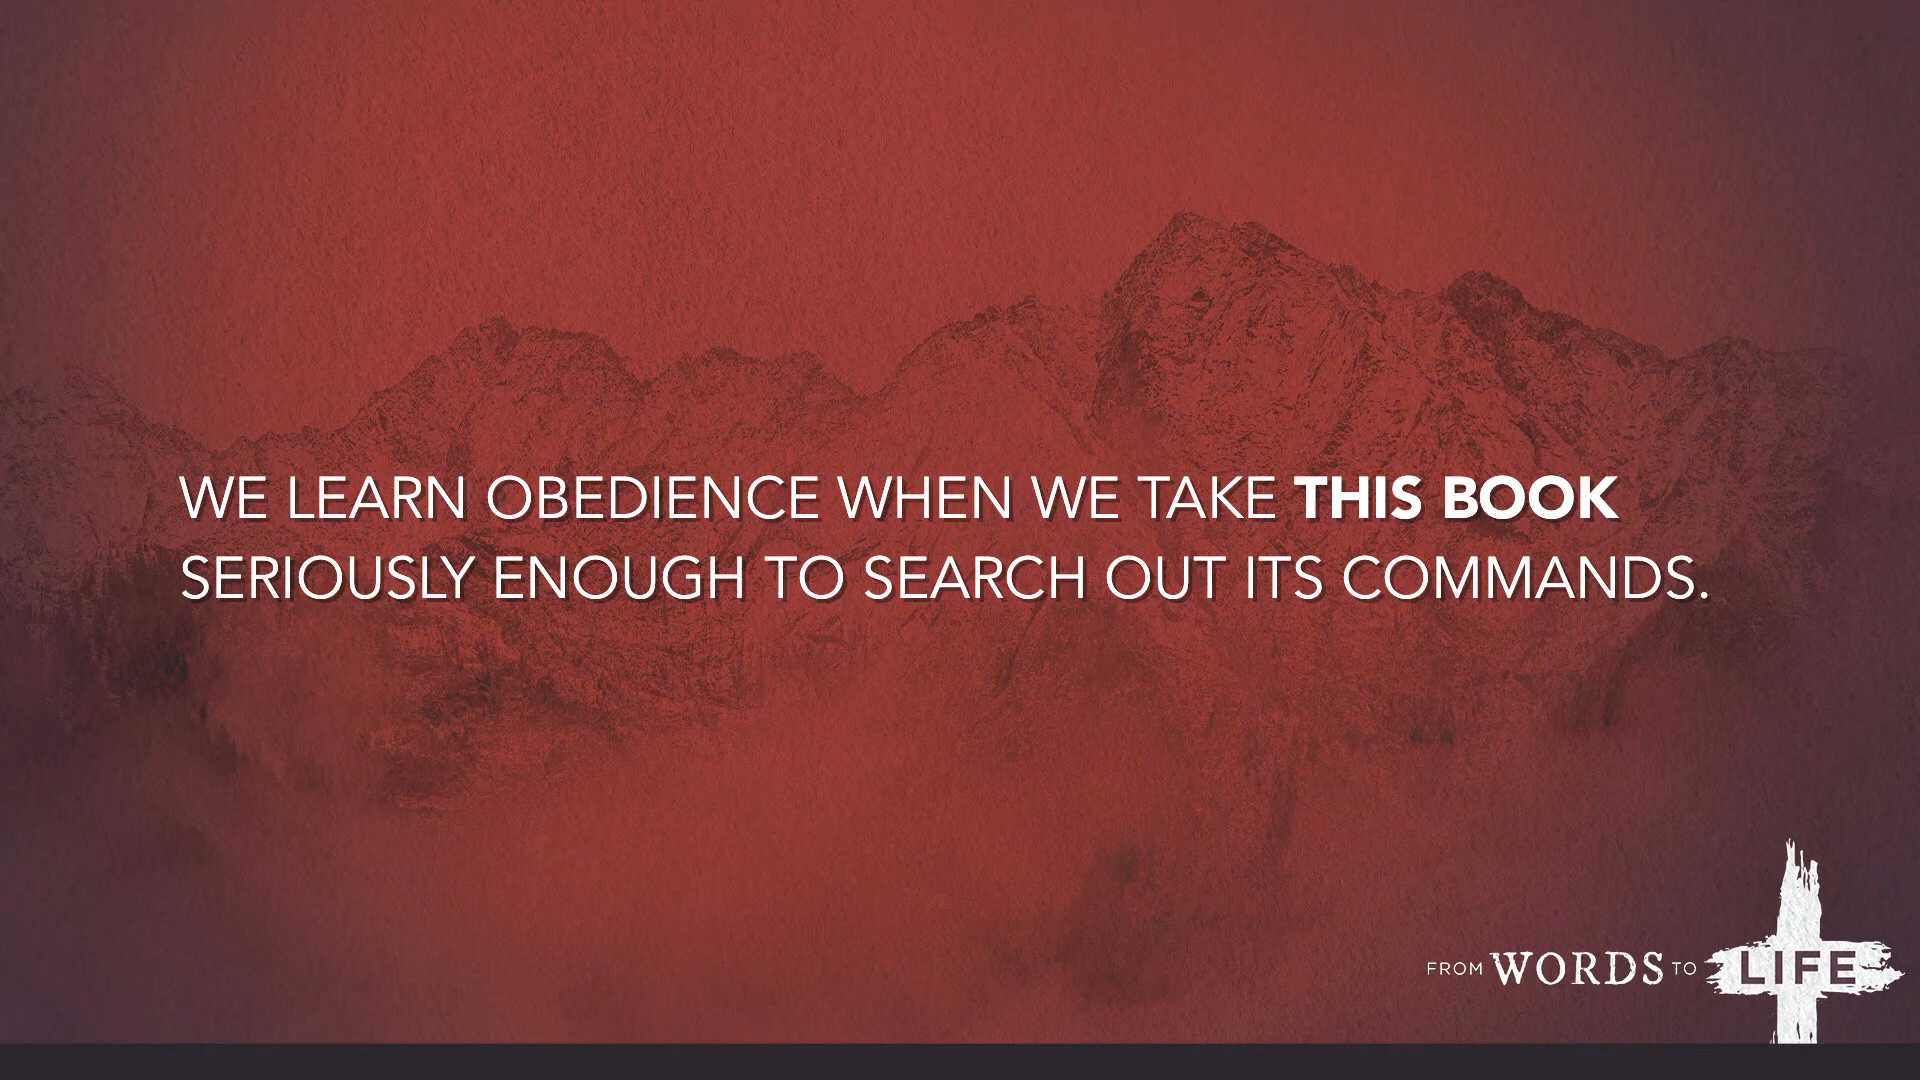 WE LEARN OBEDIENCE WHEN WE TAKE THIS BOOK
SERIOUSLY ENOUGH TO SEARCH OUT ITS COMMANDS.
FROM WORDS TO LIFE